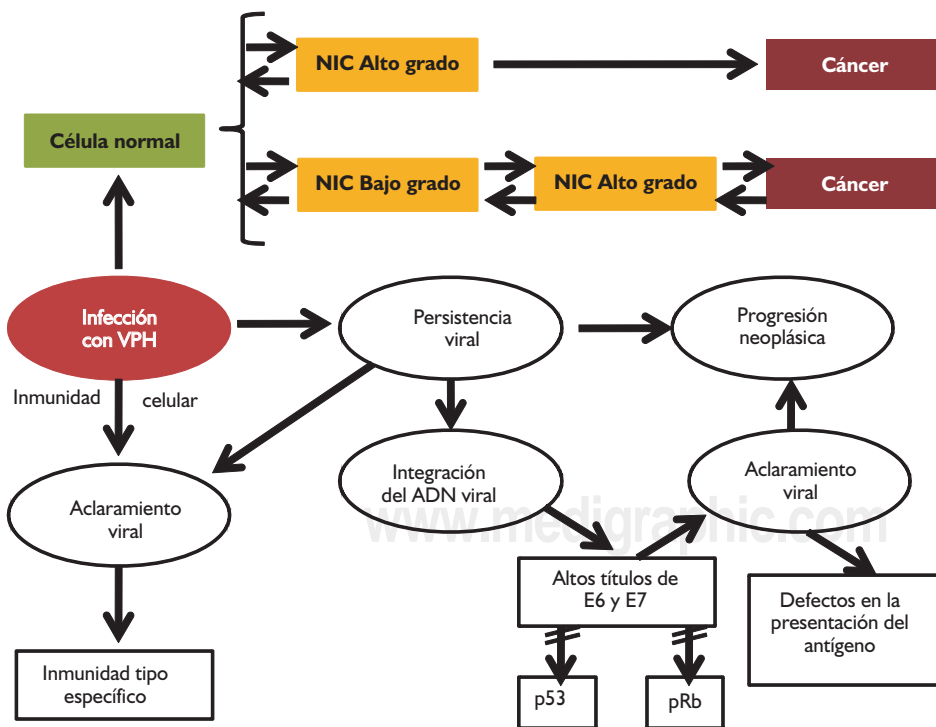 NIC Alto grado
Cáncer
Célula normal
NIC Bajo grado
NIC Alto grado
Cáncer
Infección
con VPH
Persistencia
viral
Progresión
neoplásica
Inmunidad
celular
Aclaramiento
viral
Integración
del ADN viral
Aclaramiento
viral
www.medigraphic.com
Altos títulos de
E6 y E7
Defectos en la
presentación del
antígeno
Inmunidad tipo
específico
p53
pRb